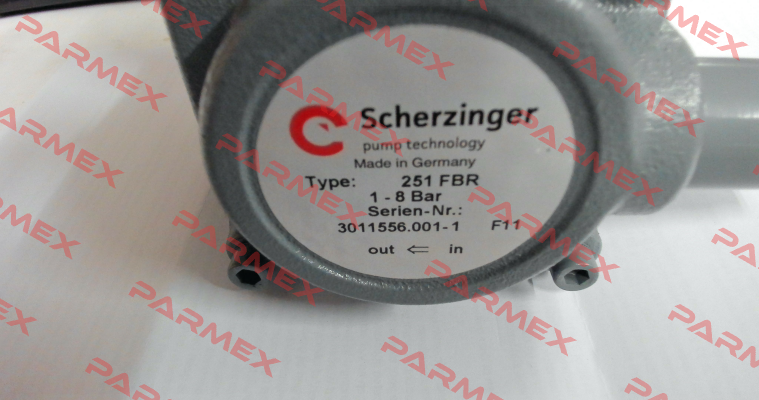 Scherzinger
pump technology
Made in Germany
Type: 251 FBR
1 - 8 Bar
Serien-Nr.:
3011556.001-1 F11
out ⇐ in
PARMEX